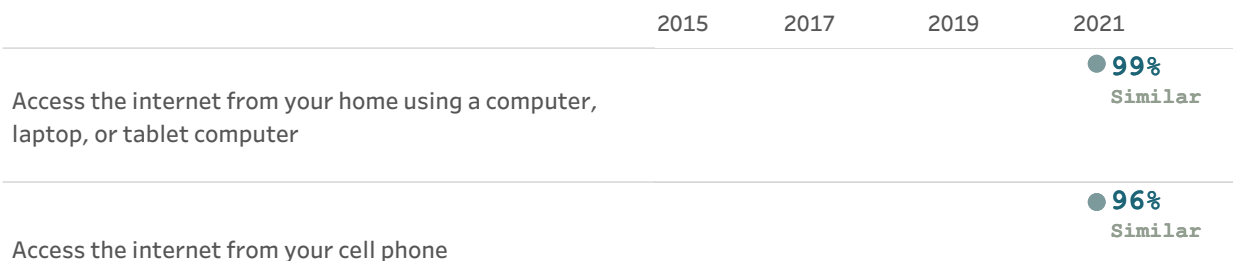 2015 2017 2019 2021
99%
Similar
Access the internet from your home using a computer,
laptop, or tablet computer
96%
Similar
Access the internet from your cell phone